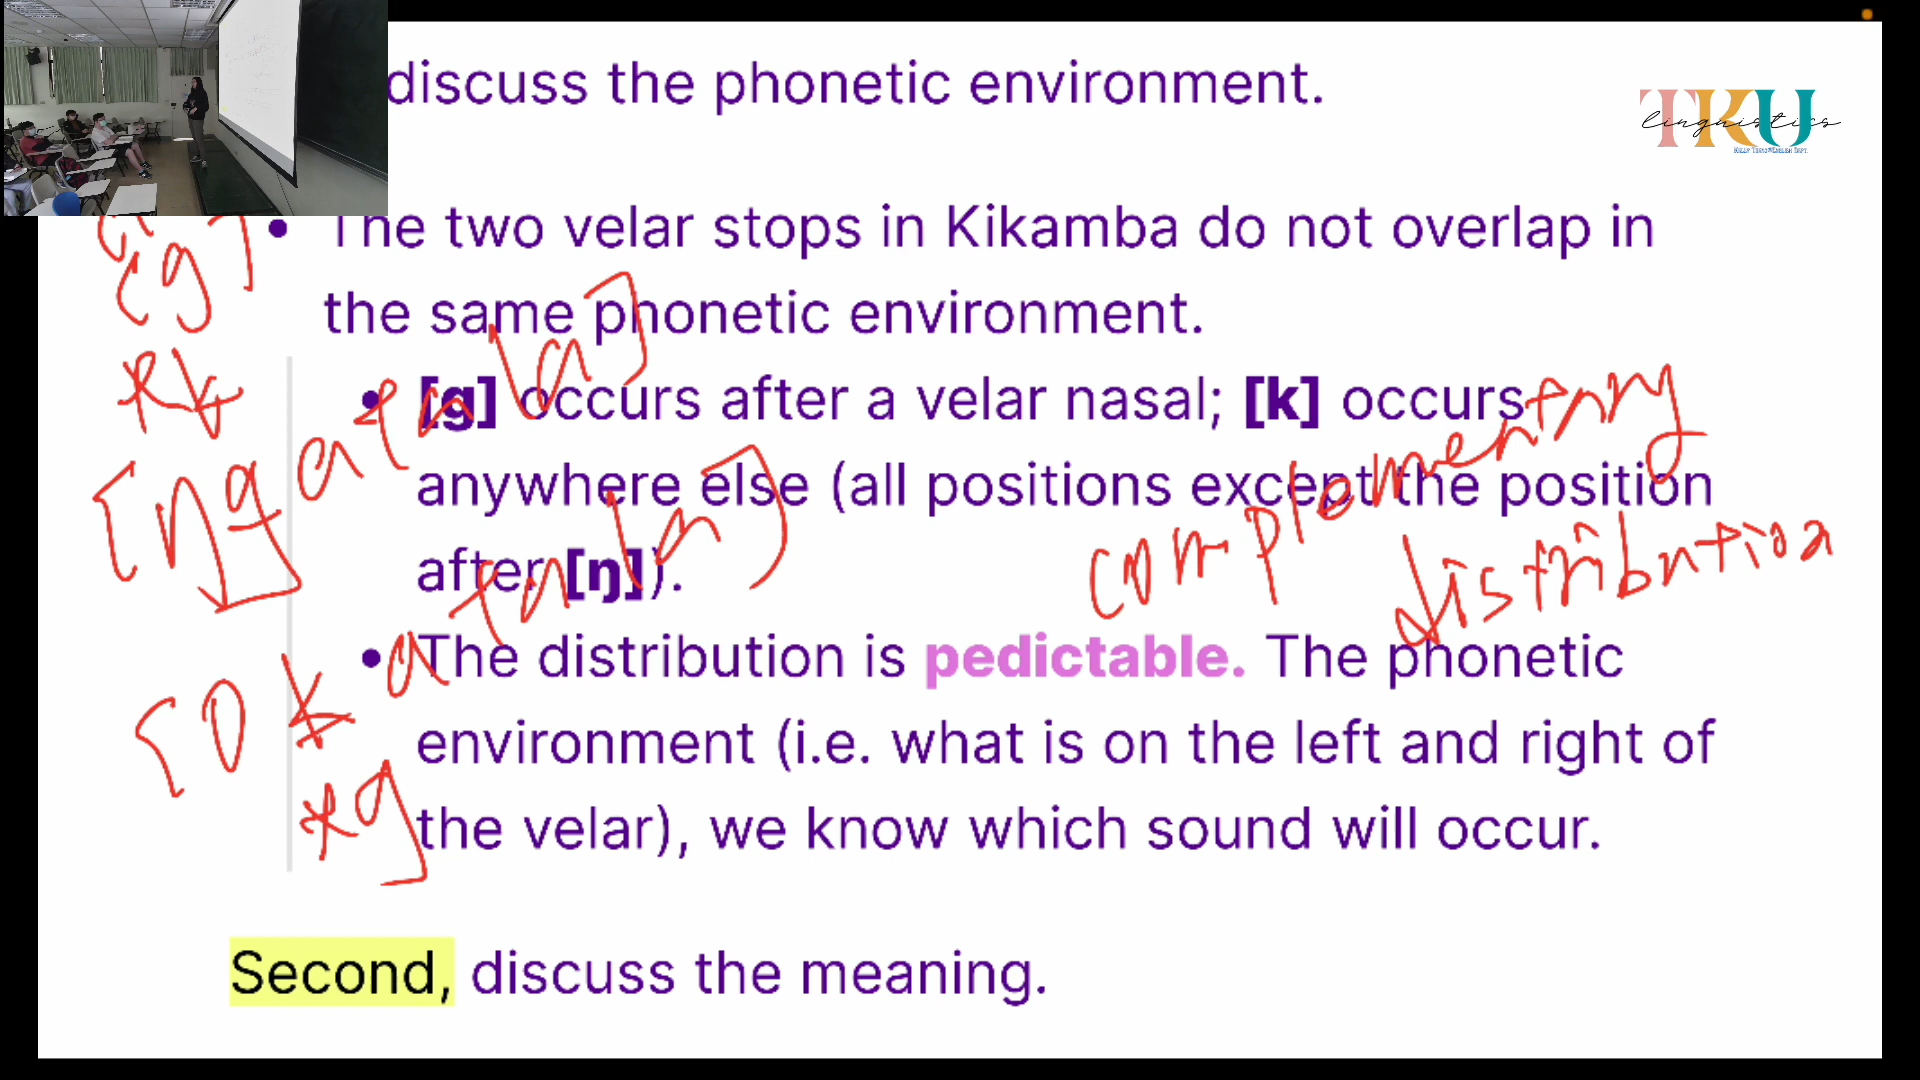 discuss the phonetic environment.
TKU
linguistics
[g]
• The two velar stops in Kikamba do not overlap in
the same phonetic environment.
*k
• [g] occurs after a velar nasal; [k] occurs
anywhere else (all positions except the position
after [ŋ]).
complementary
distribution
• The distribution is pedictable. The phonetic
environment (i.e. what is on the left and right of
the velar), we know which sound will occur.
*g
Second, discuss the meaning.